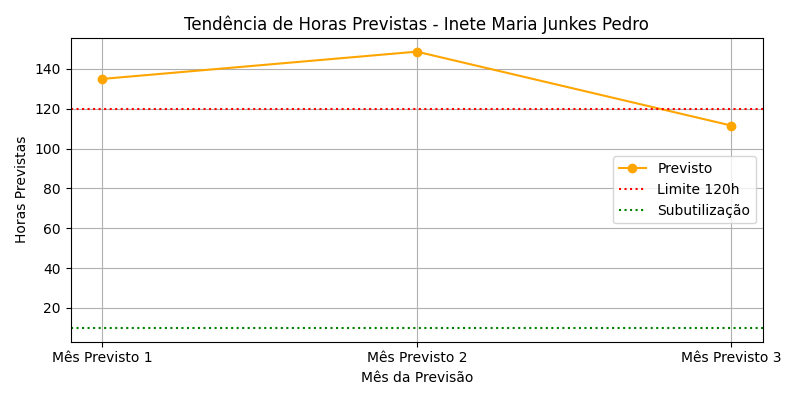 Tendência de Horas Previstas - Inete Maria Junkes Pedro
Horas Previstas
140
120
100
80
60
40
20
Previsto
Limite 120h
Subutilização
Mês Previsto 1
Mês Previsto 2
Mês Previsto 3
Mês da Previsão